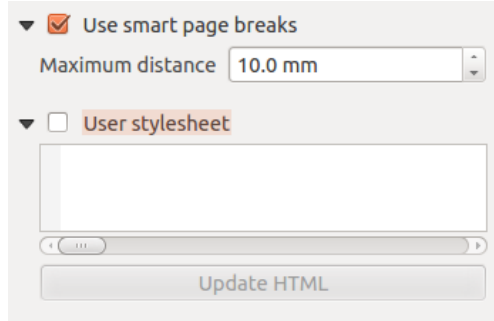 Use smart page breaks
Maximum distance 10.0 mm
User stylesheet
Update HTML